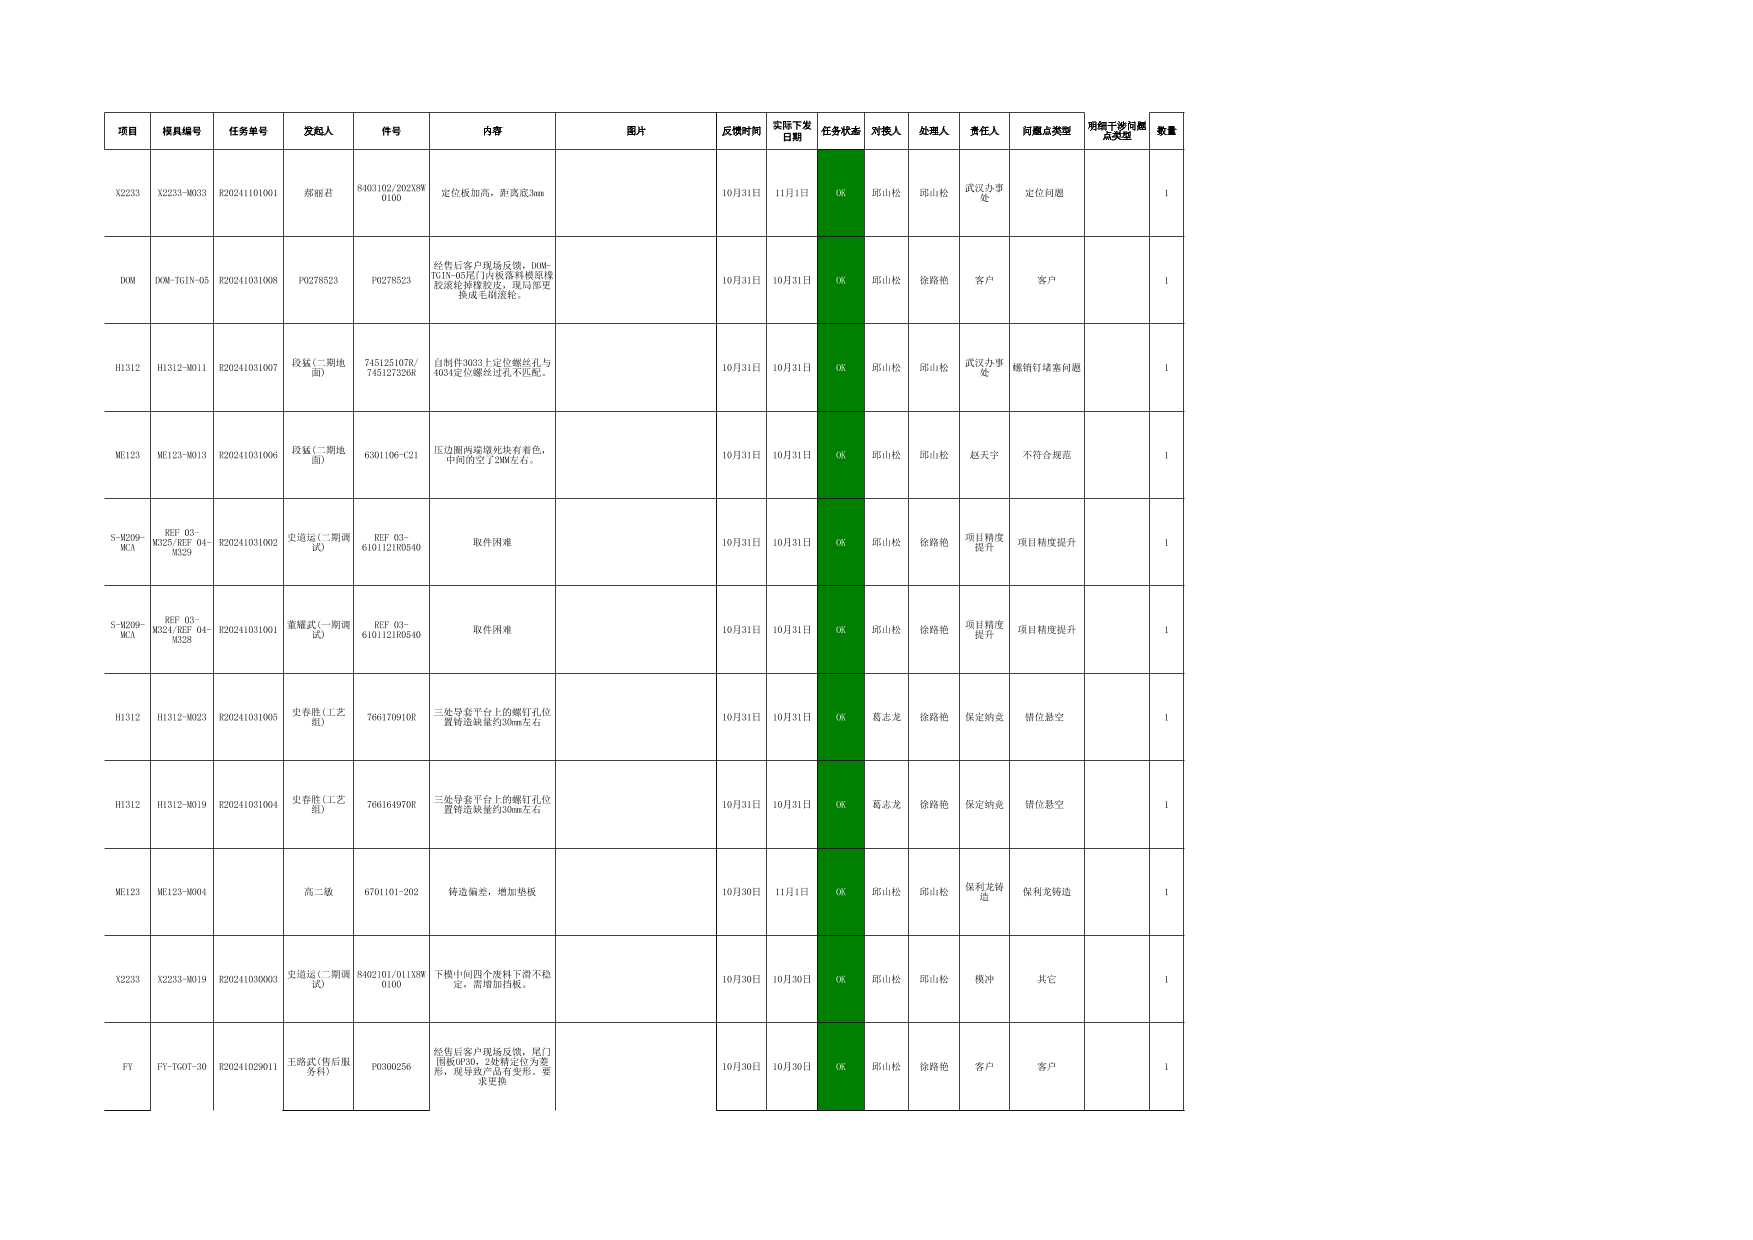 项目 模具编号 任务单号 发起人 件号 内容 图片 反馈时间 实际下发日期 任务状态 对接人 处理人 责任人 问题点类型 明细干涉问题点类型 数量
X2233 X2233-M033 R20241101001 郝丽君 8403102/202X8W0100 定位板加高，距离底3mm 10月31日 11月1日 OK 邱山松 邱山松 武汉办事处 定位问题 1
DOM DOM-TGIN-05 R20241031008 P0278523 P0278523 经售后客户现场反馈，DOM-TGIN-05尾门内板落料模原橡胶滚轮掉橡胶皮，现局部更换成毛刷滚轮。 10月31日 10月31日 OK 邱山松 徐路艳 客户 客户 1
H1312 H1312-M011 R20241031007 段猛(二期地面) 745125107R/745127326R 自制件3033上定位螺丝孔与4034定位螺丝过孔不匹配。 10月31日 10月31日 OK 邱山松 邱山松 武汉办事处 螺销钉堵塞问题 1
ME123 ME123-M013 R20241031006 段猛(二期地面) 6301106-C21 压边圈两端墩死块有着色，中间的空了2MM左右。 10月31日 10月31日 OK 邱山松 邱山松 赵天宇 不符合规范 1
S-M209-MCA REF 03-M325/REF 04-M329 R20241031002 史道运(二期调试) REF 03-6101121R0540 取件困难 10月31日 10月31日 OK 邱山松 徐路艳 项目精度提升 项目精度提升 1
S-M209-MCA REF 03-M324/REF 04-M328 R20241031001 董耀武(一期调试) REF 03-6101121R0540 取件困难 10月31日 10月31日 OK 邱山松 徐路艳 项目精度提升 项目精度提升 1
H1312 H1312-M023 R20241031005 史春胜(工艺组) 766170910R 三处导套平台上的螺钉孔位置铸造缺量约30mm左右 10月31日 10月31日 OK 葛志龙 徐路艳 保定纳竞 错位悬空 1
H1312 H1312-M019 R20241031004 史春胜(工艺组) 766164970R 三处导套平台上的螺钉孔位置铸造缺量约30mm左右 10月31日 10月31日 OK 葛志龙 徐路艳 保定纳竞 错位悬空 1
ME123 ME123-M004 高二敏 6701101-202 铸造偏差，增加垫板 10月30日 11月1日 OK 邱山松 邱山松 保利龙铸造 保利龙铸造 1
X2233 X2233-M019 R20241030003 史道运(二期调试) 8402101/011X8W0100 下模中间四个废料下滑不稳定，需增加挡板。 10月30日 10月30日 OK 邱山松 邱山松 模冲 其它 1
FY FY-TGOT-30 R20241029011 王路武(售后服务科) P0300256 经售后客户现场反馈，尾门围板OP30，2处精定位为菱形，现导致产品有变形。要求更换 10月30日 10月30日 OK 邱山松 徐路艳 客户 客户 1